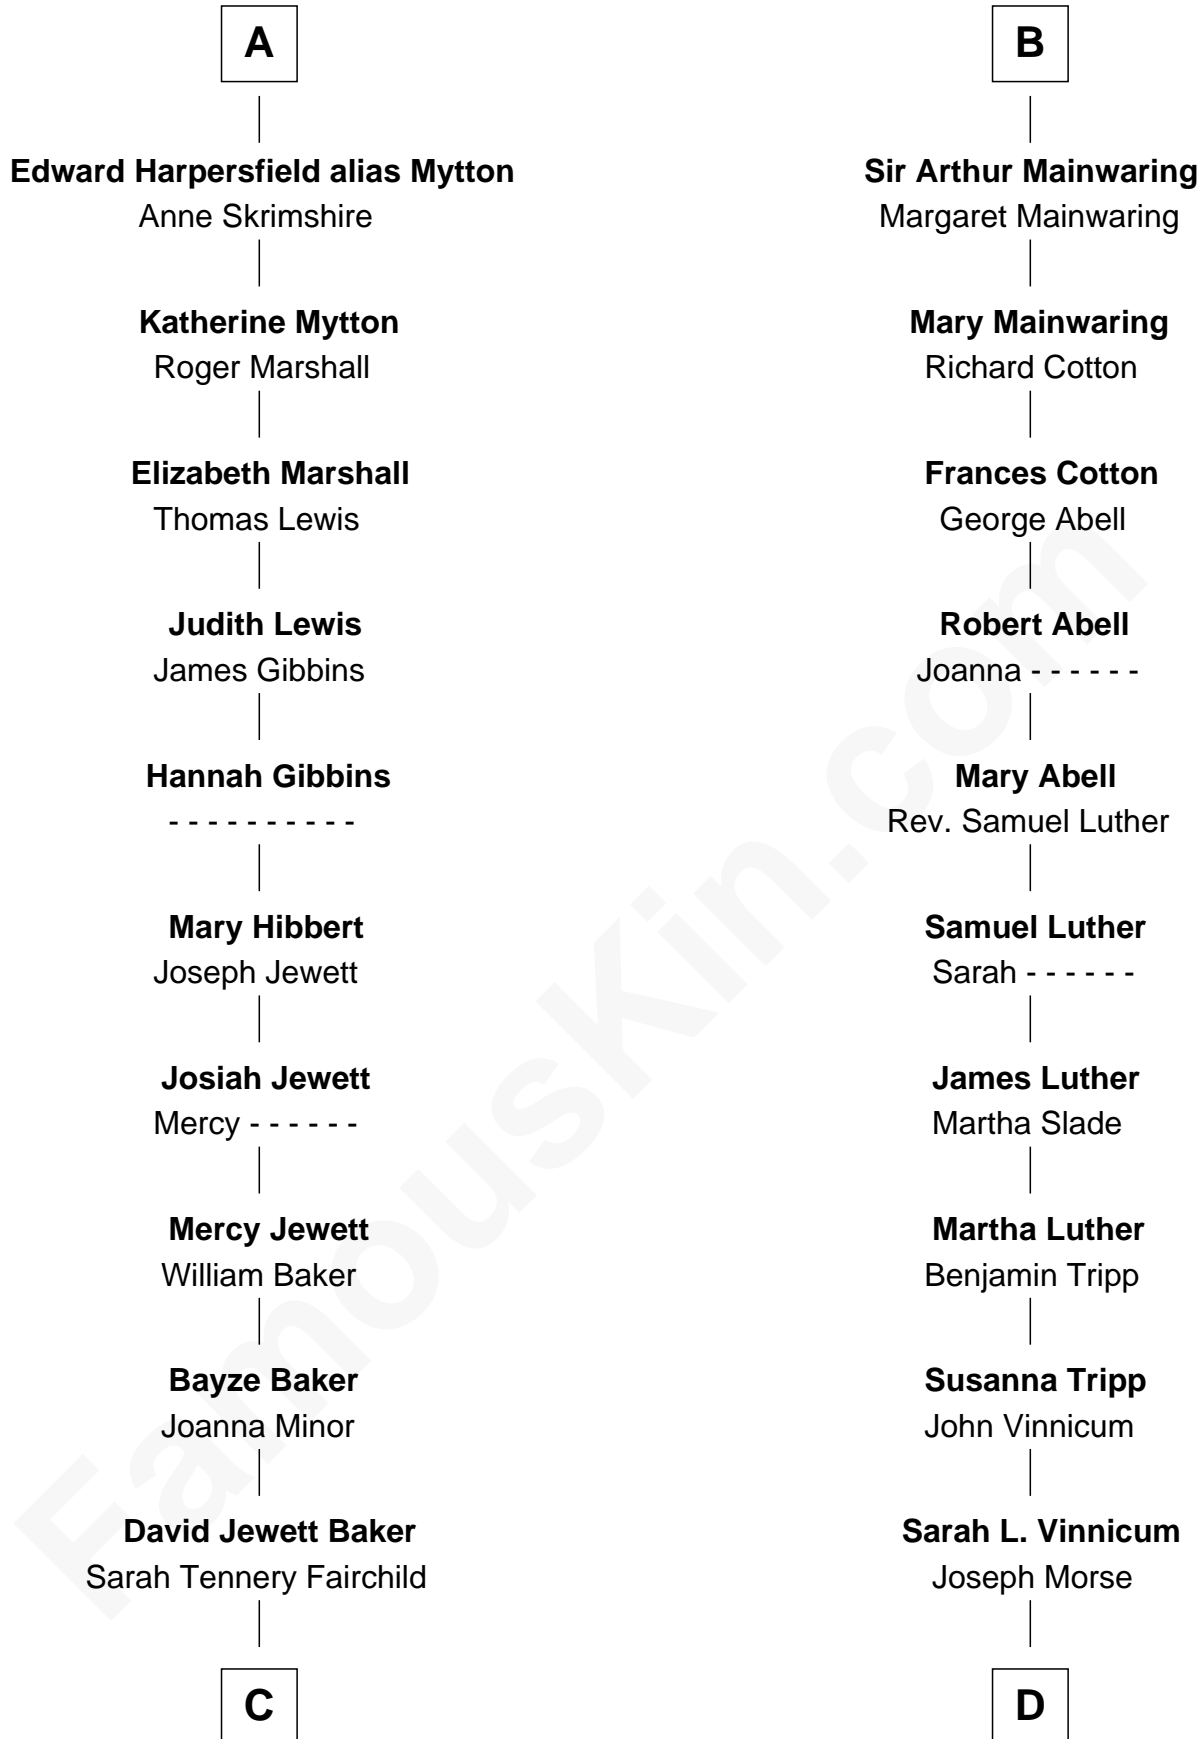 A
Edward Harpersfield alias Mytton
Anne Skrimshire
Katherine Mytton
Roger Marshall
Elizabeth Marshall
Thomas Lewis
Judith Lewis
James Gibbins
Hannah Gibbins
- - - - - - - - - -
Mary Hibbert
Joseph Jewett
Josiah Jewett
Mercy - - - - - -
Mercy Jewett
William Baker
Bayze Baker
Joanna Minor
David Jewett Baker
Sarah Tennery Fairchild
C
B
Sir Arthur Mainwaring
Margaret Mainwaring
Mary Mainwaring
Richard Cotton
Frances Cotton
George Abell
Robert Abell
Joanna - - - - - -
Mary Abell
Rev. Samuel Luther
Samuel Luther
Sarah - - - - - -
James Luther
Martha Slade
Martha Luther
Benjamin Tripp
Susanna Tripp
John Vinnicum
Sarah L. Vinnicum
Joseph Morse
D
FamousKin.com